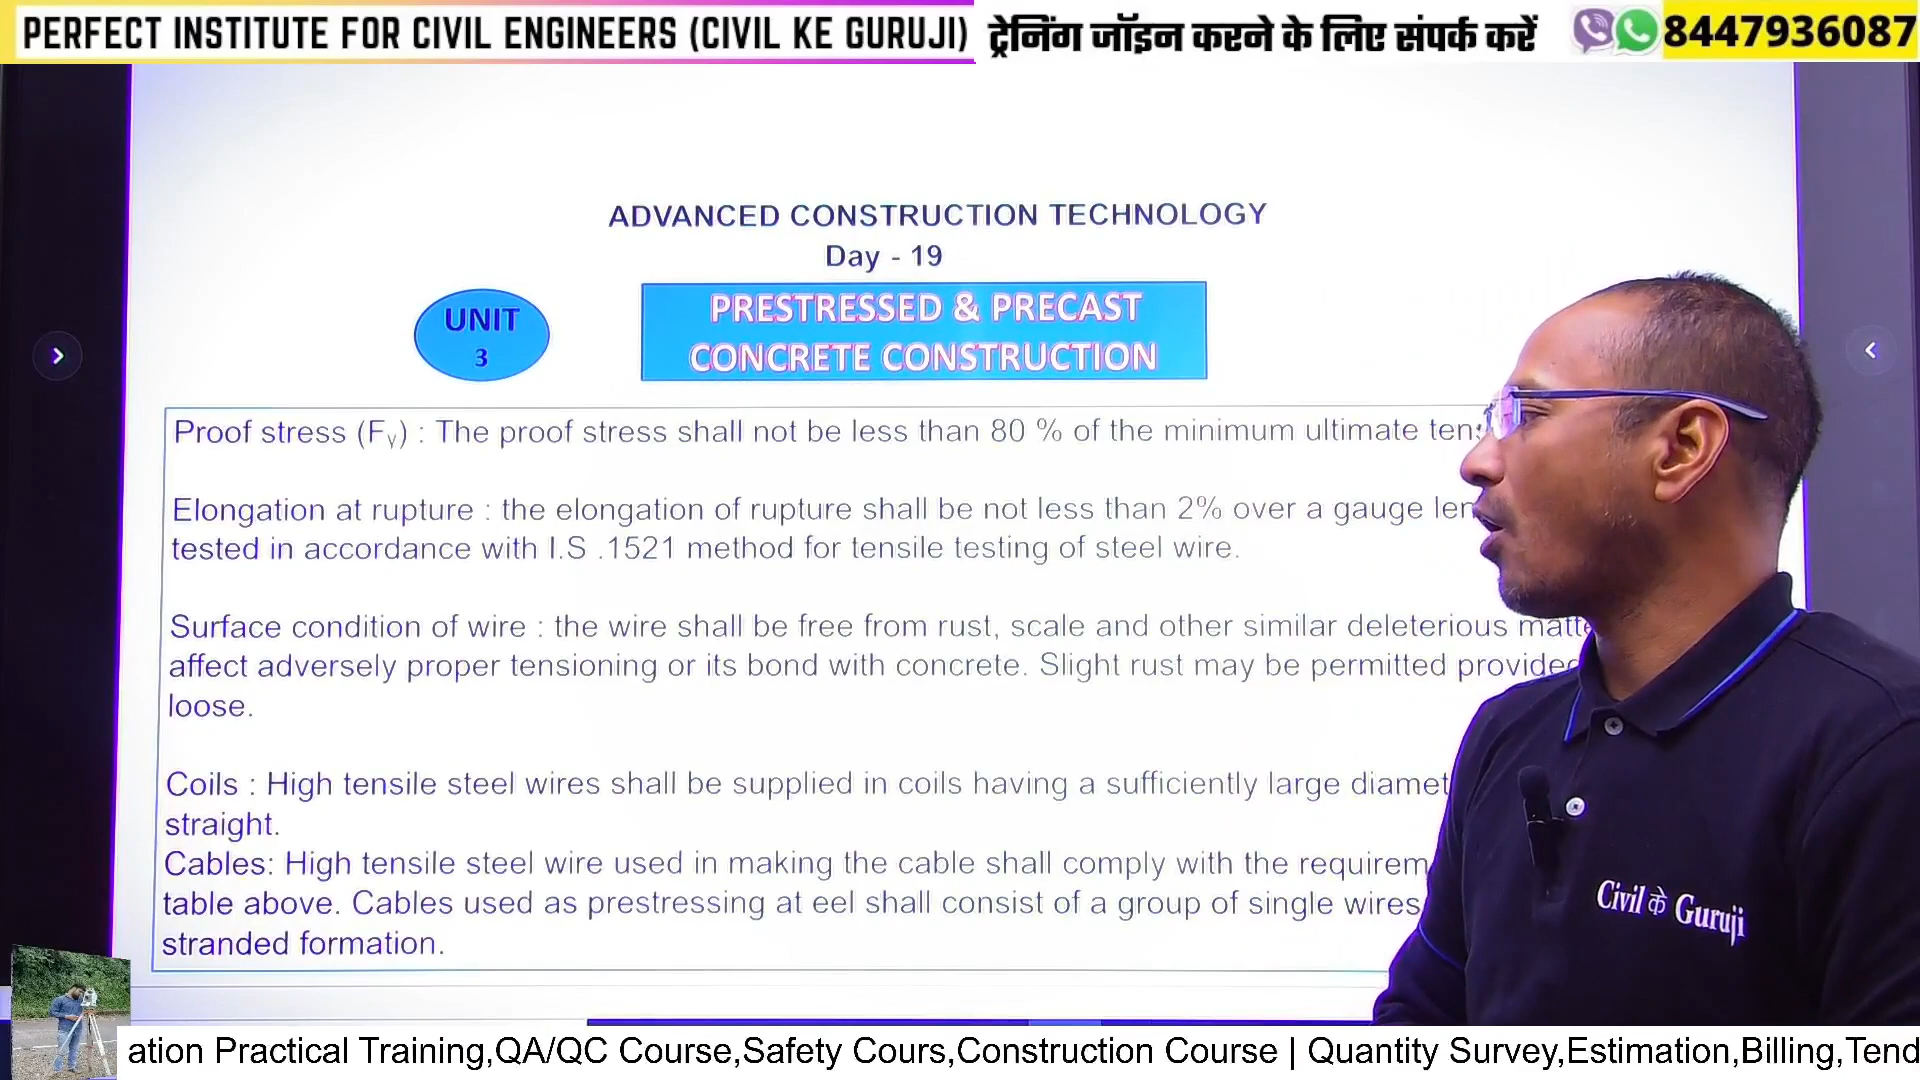 PERFECT INSTITUTE FOR CIVIL ENGINEERS (CIVIL KE GURUJI) ट्रेनिंग जॉइन करने के लिए संपर्क करें 8447936087
ADVANCED CONSTRUCTION TECHNOLOGY
Day - 19
UNIT
3
PRESTRESSED & PRECAST
CONCRETE CONSTRUCTION
Proof stress (Fy) : The proof stress shall not be less than 80 % of the minimum ultimate
Elongation at rupture : the elongation of rupture shall be not less than 2% over a gauge
tested in accordance with I.S .1521 method for tensile testing of steel wire.
Surface condition of wire : the wire shall be free from rust, scale and other similar deleterious
affect adversely proper tensioning or its bond with concrete. Slight rust may be permitted
loose.
Coils : High tensile steel wires shall be supplied in coils having a sufficiently large
straight.
Cables: High tensile steel wire used in making the cable shall comply with the
table above. Cables used as prestressing at eel shall consist of a group of single wires
stranded formation.
Civil के Guruji
ation Practical Training,QA/QC Course,Safety Cours,Construction Course | Quantity Survey,Estimation,Billing,Tend